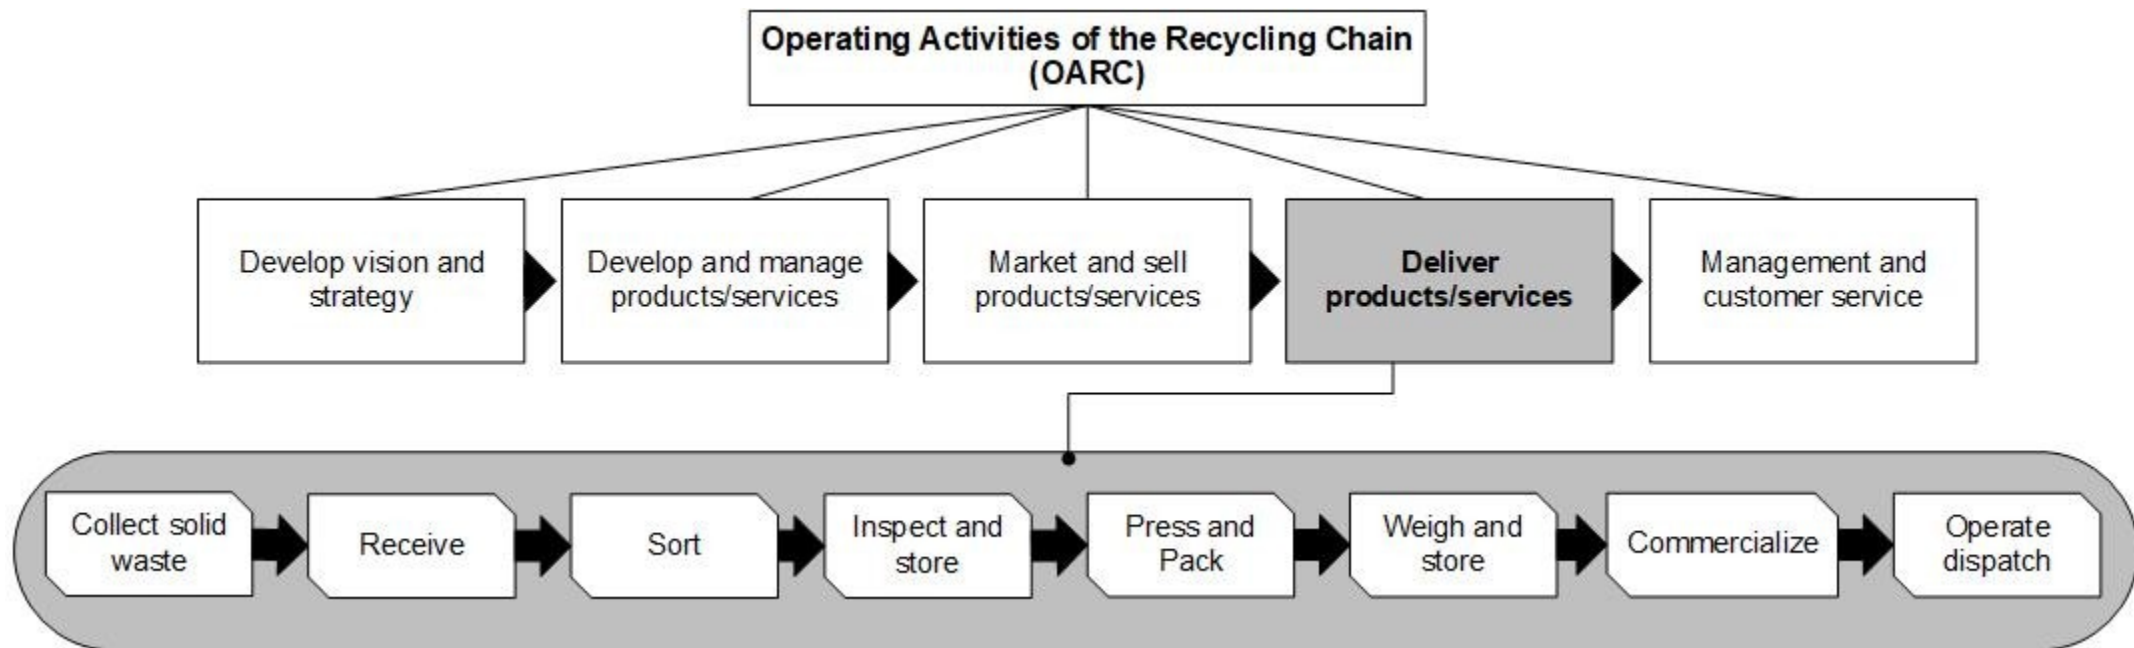 Operating Activities of the Recycling Chain
(OARC)
Develop vision and
strategy
Develop and manage
products/services
Market and sell
products/services
Deliver
products/services
Management and
customer service
Collect solid
waste
Receive
Sort
Inspect and
store
Press and
Pack
Weigh and
store
Commercialize
Operate
dispatch